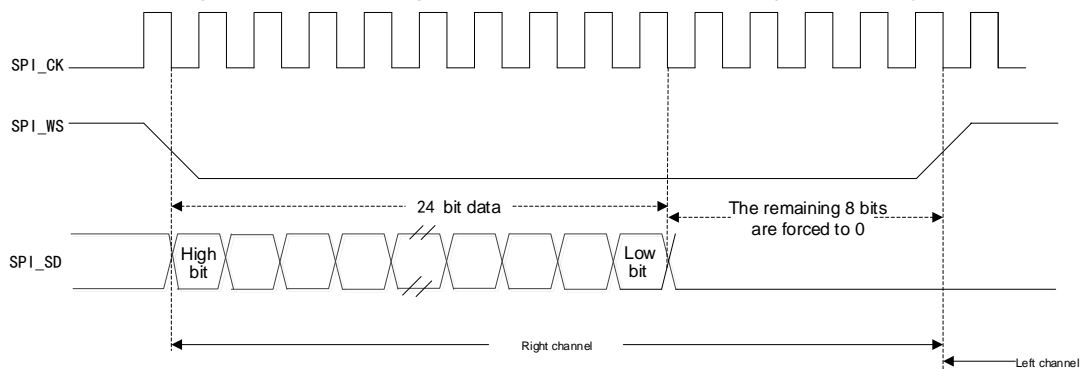 SPI_CK
SPI_WS
24 bit data
The remaining 8 bits
are forced to 0
SPI_SD
High
bit
Low
bit
Right channel
Left channel